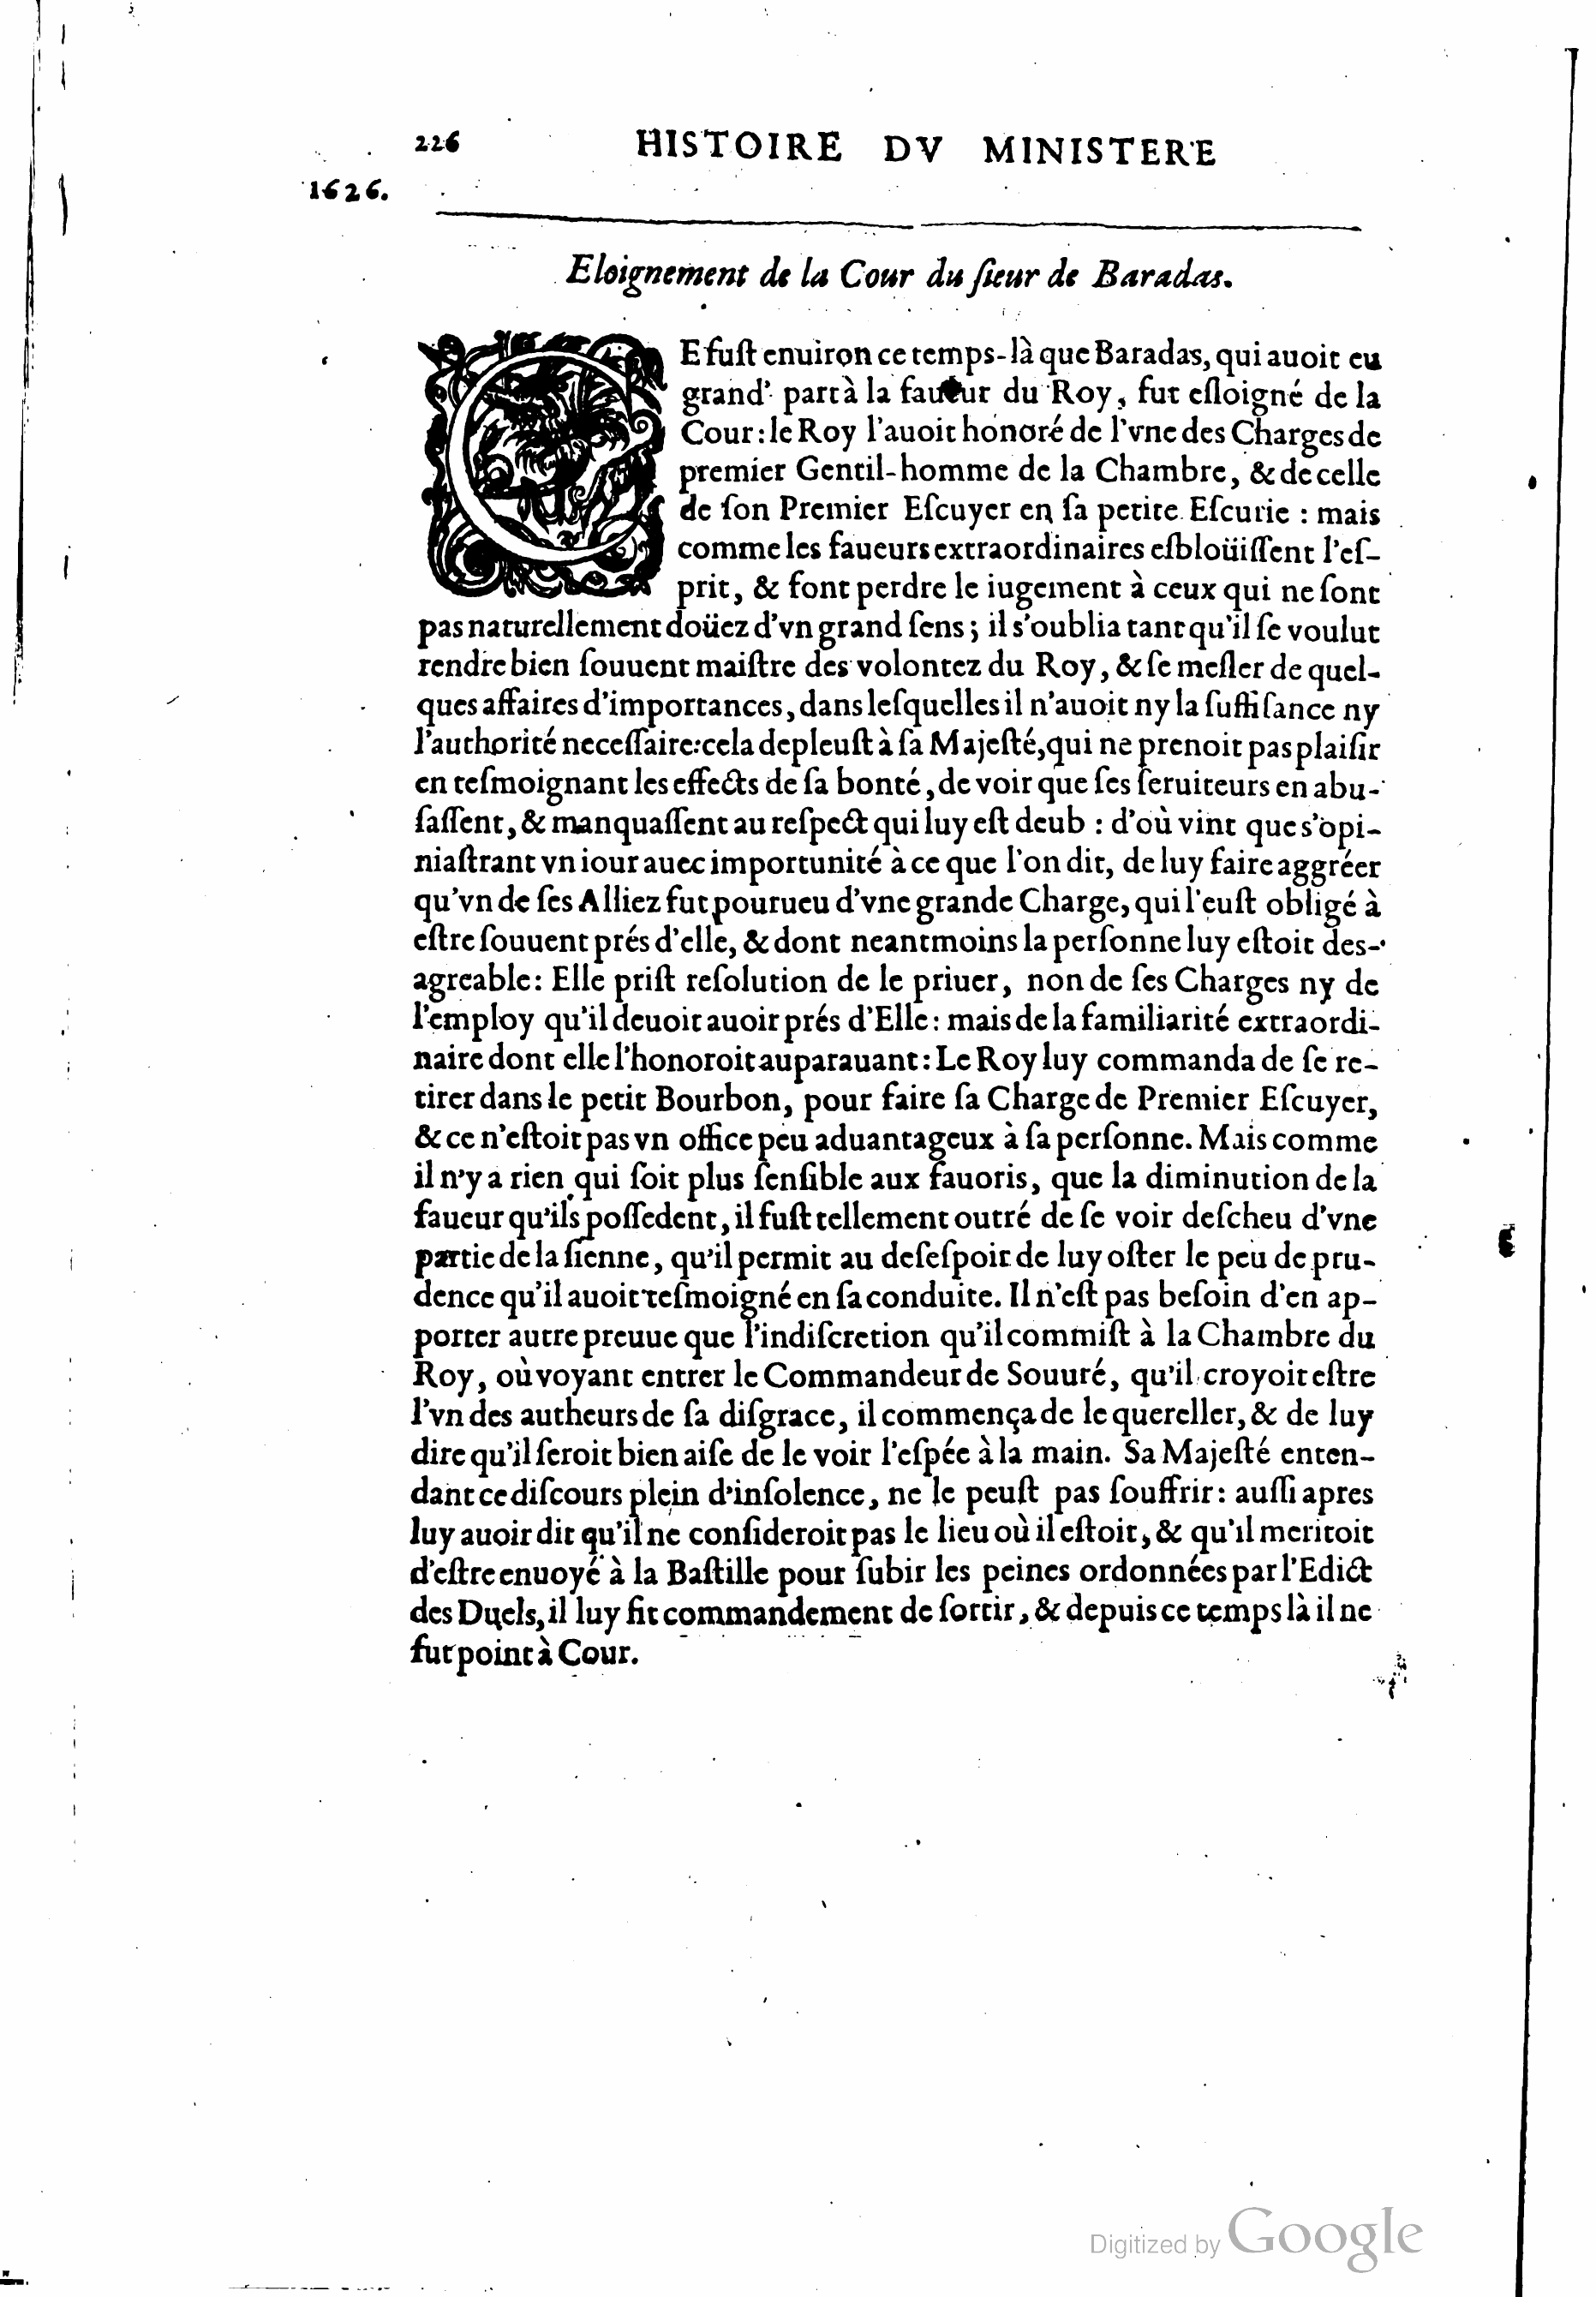 226 HISTOIRE DV MINISTERE
1626.
Eloignement de la Cour du ſieur de Baradas.
CE fuſt enuiron ce temps-là que Baradas, qui auoit eu
grand' part à la faueur du Roy, fut eſloigné de la
Cour: le Roy l'auoit honoré de l'vne des Charges de
premier Gentil-homme de la Chambre, & de celle
de ſon Premier Eſcuyer en ſa petite Eſcurie : mais
comme les faueurs extraordinaires eſbloüiſſent l'eſ-
prit, & font perdre le iugement à ceux qui ne ſont
pas naturellement doüez d'vn grand ſens ; il s'oublia tant qu'il ſe voulut
rendre bien ſouuent maiſtre des volontez du Roy, & ſe meſler de quel-
ques affaires d'importances, dans leſquelles il n'auoit ny la ſuffiſance ny
l'authorité neceſſaire: cela depleuſt à ſa Majeſté, qui ne prenoit pas plaiſir
en teſmoignant les effects de ſa bonté, de voir que ſes ſeruiteurs en abu-
ſaſſent, & manquaſſent au reſpect qui luy eſt deub : d'où vint que s'opi-
niaſtrant vn iour auec importunité à ce que l'on dit, de luy faire aggréer
qu'vn de ſes Alliez fut pourueu d'vne grande Charge, qui l'euſt obligé à
eſtre ſouuent prés d'elle, & dont neantmoins la perſonne luy eſtoit des-
agreable: Elle priſt reſolution de le priuer, non de ſes Charges ny de
l'employ qu'il deuoit auoir prés d'Elle: mais de la familiarité extraordi-
naire dont elle l'honoroit auparauant: Le Roy luy commanda de ſe re-
tirer dans le petit Bourbon, pour faire ſa Charge de Premier Eſcuyer,
& ce n'eſtoit pas vn office peu aduantageux à ſa perſonne. Mais comme
il n'y a rien qui ſoit plus ſenſible aux fauoris, que la diminution de la
faueur qu'ils poſſedent, il fuſt tellement outré de ſe voir deſcheu d'vne
partie de la ſienne, qu'il permit au deſeſpoir de luy oſter le peu de pru-
dence qu'il auoit teſmoigné en ſa conduite. Il n'eſt pas beſoin d'en ap-
porter autre preuue que l'indiſcretion qu'il commiſt à la Chambre du
Roy, où voyant entrer le Commandeur de Souuré, qu'il croyoit eſtre
l'vn des autheurs de ſa diſgrace, il commença de le quereller, & de luy
dire qu'il ſeroit bien aiſe de le voir l'eſpée à la main. Sa Majeſté enten-
dant ce diſcours plein d'inſolence, ne le peuſt pas ſouffrir: auſſi apres
luy auoir dit qu'il ne conſideroit pas le lieu où il eſtoit, & qu'il meritoit
d'eſtre enuoyé à la Baſtille pour ſubir les peines ordonnées par l'Edict
des Duels, il luy fit commandement de ſortir, & depuis ce temps là il ne
fut point à Cour.
Digitized by Google